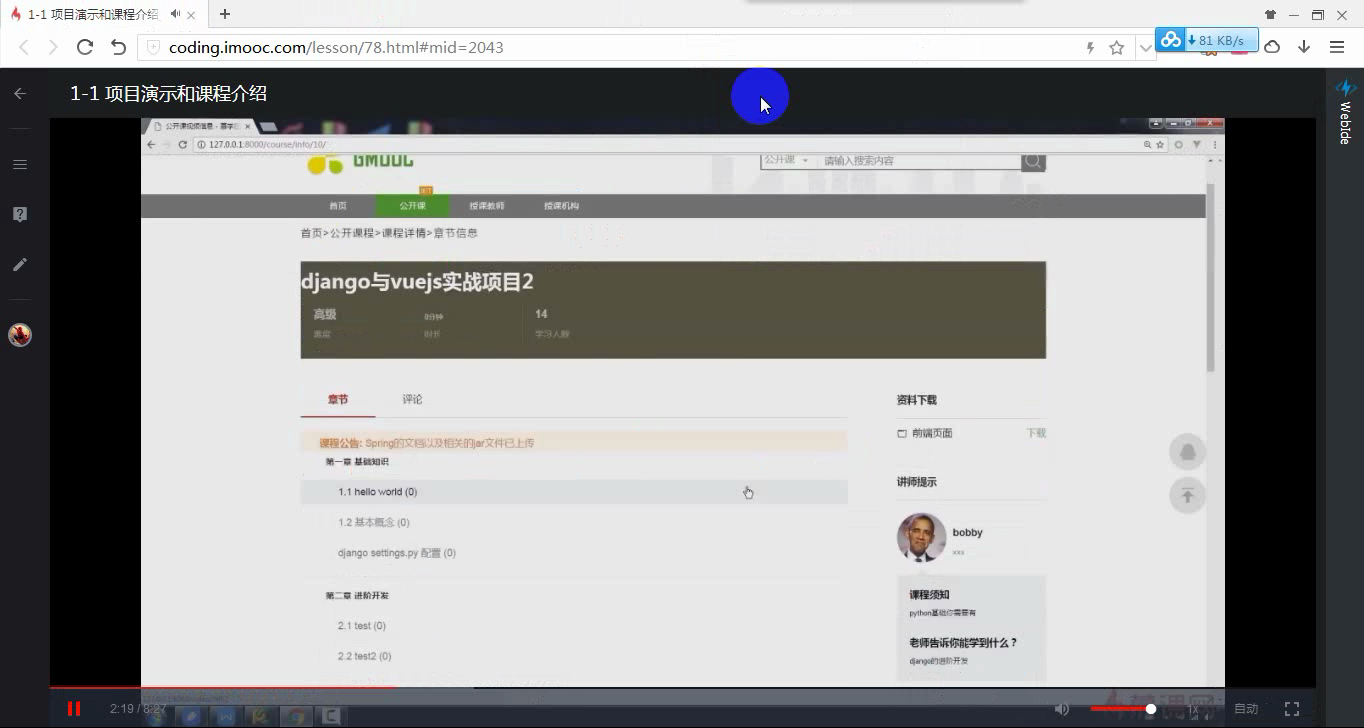 1-1 项目演示和课程介绍
coding.imooc.com/lesson/78.html#mid=2043
81 KB/s
1-1 项目演示和课程介绍
WebIde
公开课视频信息 - 慕学
127.0.0.1:8000/course/info/10/
GMOOC
公开课
请输入搜索内容
首页
公开课
授课教师
授课机构
首页>公开课程>课程详情>章节信息
django与vuejs实战项目2
高级
0分钟
14
难度
时长
学习人数
章节
评论
资料下载
课程公告: Spring的文档以及相关的jar文件已上传
前端页面
下载
第一章 基础知识
讲师提示
1.1 hello world (0)
1.2 基本概念 (0)
bobby
xxx
django settings.py 配置 (0)
第二章 进阶开发
课程须知
python基础你需要有
2.1 test (0)
老师告诉你能学到什么？
2.2 test2 (0)
django的进阶开发
2:19 / 8:27
1x
自动